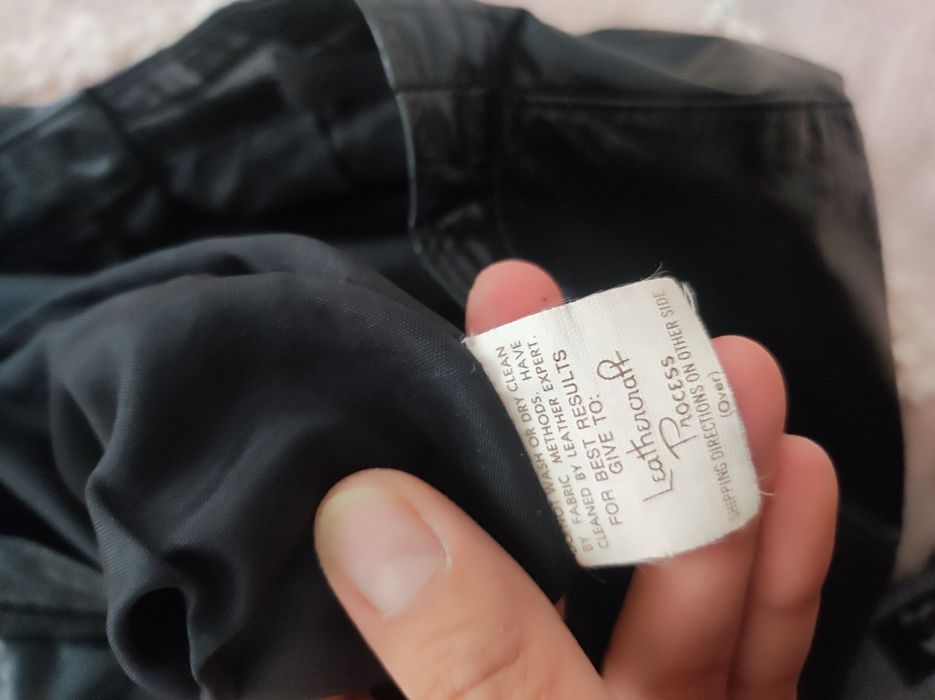 DO NOT WASH OR DRY CLEAN
BY FABRIC METHODS. HAVE
CLEANED BY LEATHER EXPERT.
FOR BEST RESULTS
GIVE TO:
Leathercraft
Process
SHIPPING DIRECTIONS ON OTHER SIDE
(Over)